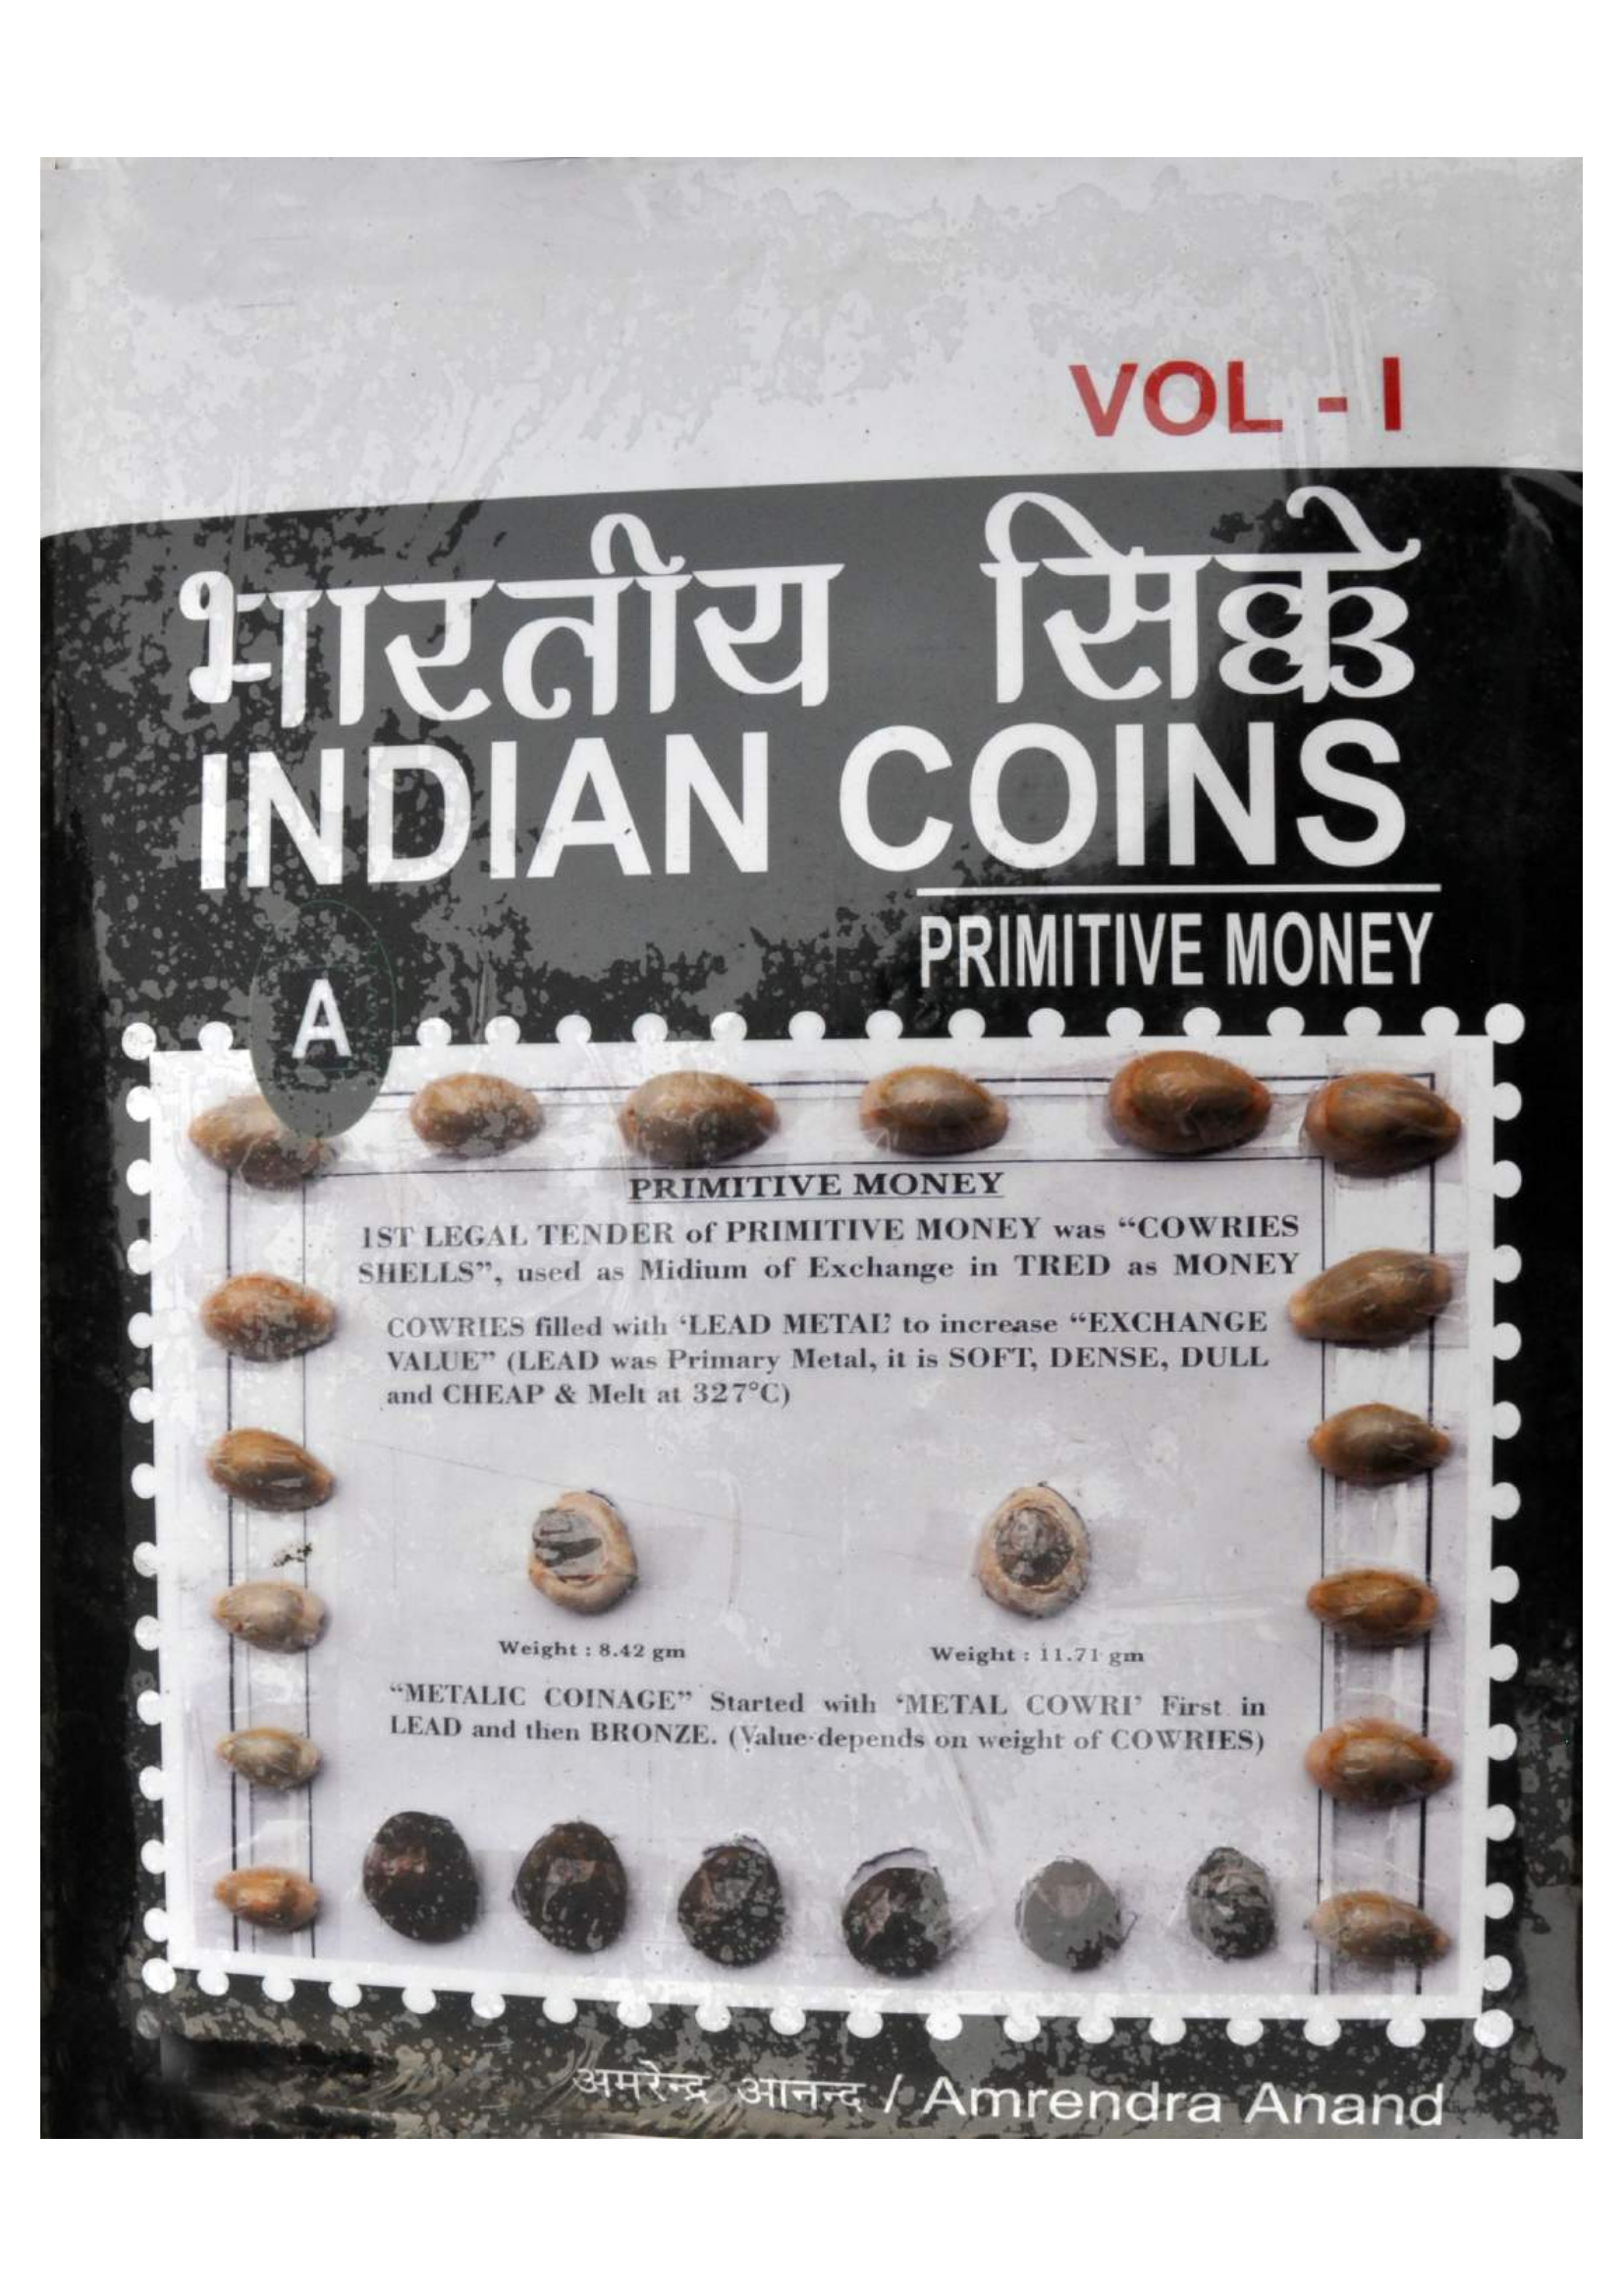 VOL - I
भारतीय सिक्के
INDIAN COINS
PRIMITIVE MONEY
A
PRIMITIVE MONEY
1ST LEGAL TENDER of PRIMITIVE MONEY was “COWRIES
SHELLS”, used as Midium of Exchange in TRED as MONEY
COWRIES filled with ‘LEAD METAL’ to increase “EXCHANGE
VALUE” (LEAD was Primary Metal, it is SOFT, DENSE, DULL
and CHEAP & Melt at 327°C)
Weight : 8.42 gm
Weight : 11.71 gm
“METALIC COINAGE” Started with ‘METAL COWRI’ First in
LEAD and then BRONZE. (Value depends on weight of COWRIES)
अमरेन्द्र आनन्द / Amrendra Anand